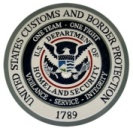 UNITED STATES CUSTOMS AND BORDER PROTECTION
ONE TEAM • ONE FIGHT
U.S. DEPARTMENT OF
HOMELAND SECURITY
VIGILANCE • SERVICE • INTEGRITY
1789